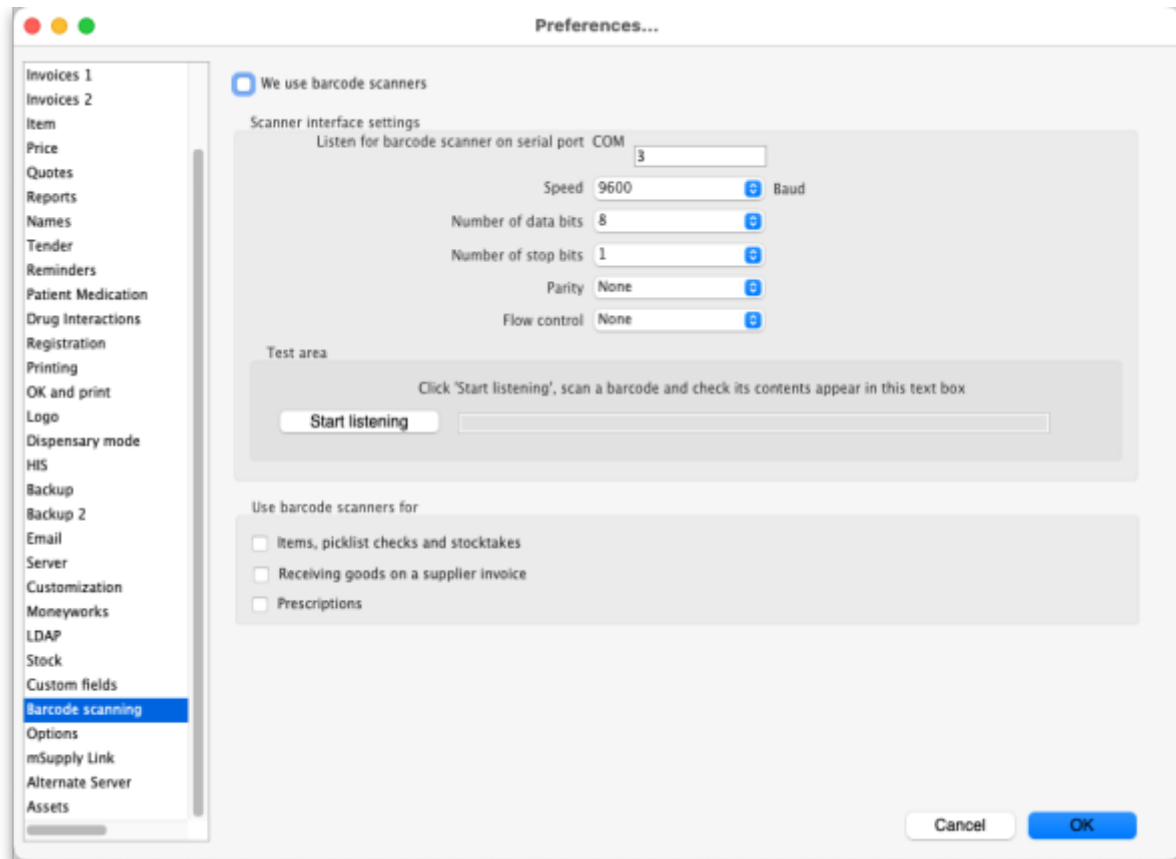 Preferences...
Invoices 1
Invoices 2
Item
Price
Quotes
Reports
Names
Tender
Reminders
Patient Medication
Drug Interactions
Registration
Printing
OK and print
Logo
Dispensary mode
HIS
Backup
Backup 2
Email
Server
Customization
Moneyworks
LDAP
Stock
Custom fields
Barcode scanning
Options
mSupply Link
Alternate Server
Assets
We use barcode scanners
Scanner interface settings
Listen for barcode scanner on serial port COM 3
Speed 9600 Baud
Number of data bits 8
Number of stop bits 1
Parity None
Flow control None
Test area
Click 'Start listening', scan a barcode and check its contents appear in this text box
Start listening
Use barcode scanners for
Items, picklist checks and stocktakes
Receiving goods on a supplier invoice
Prescriptions
Cancel OK